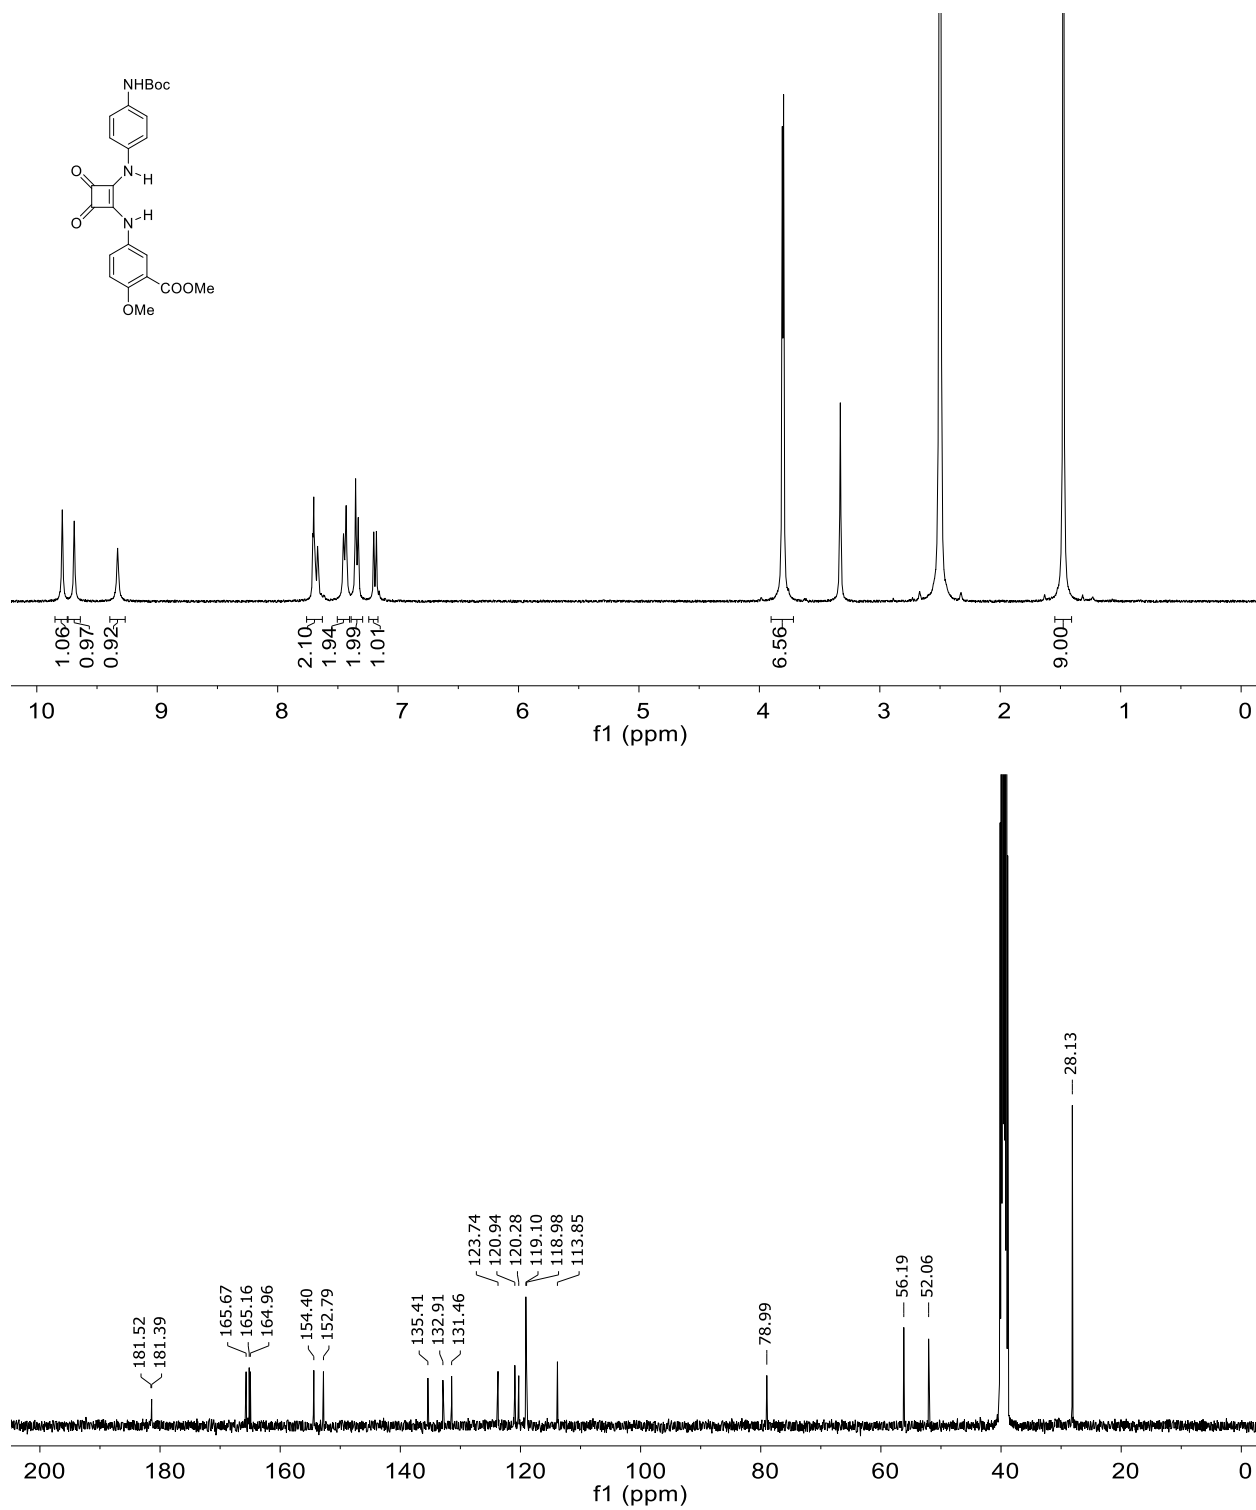 NHBoc
O
N
H
O
N
H
COOMe
OMe
1.06
0.97
0.92
2.10
1.94
1.99
1.01
6.56
9.00
10 9 8 7 6 5 4 3 2 1 0
f1 (ppm)
181.52
181.39
165.67
165.16
164.96
154.40
152.79
135.41
132.91
131.46
123.74
120.94
120.28
119.10
118.98
113.85
78.99
56.19
52.06
28.13
200 180 160 140 120 100 80 60 40 20 0
f1 (ppm)